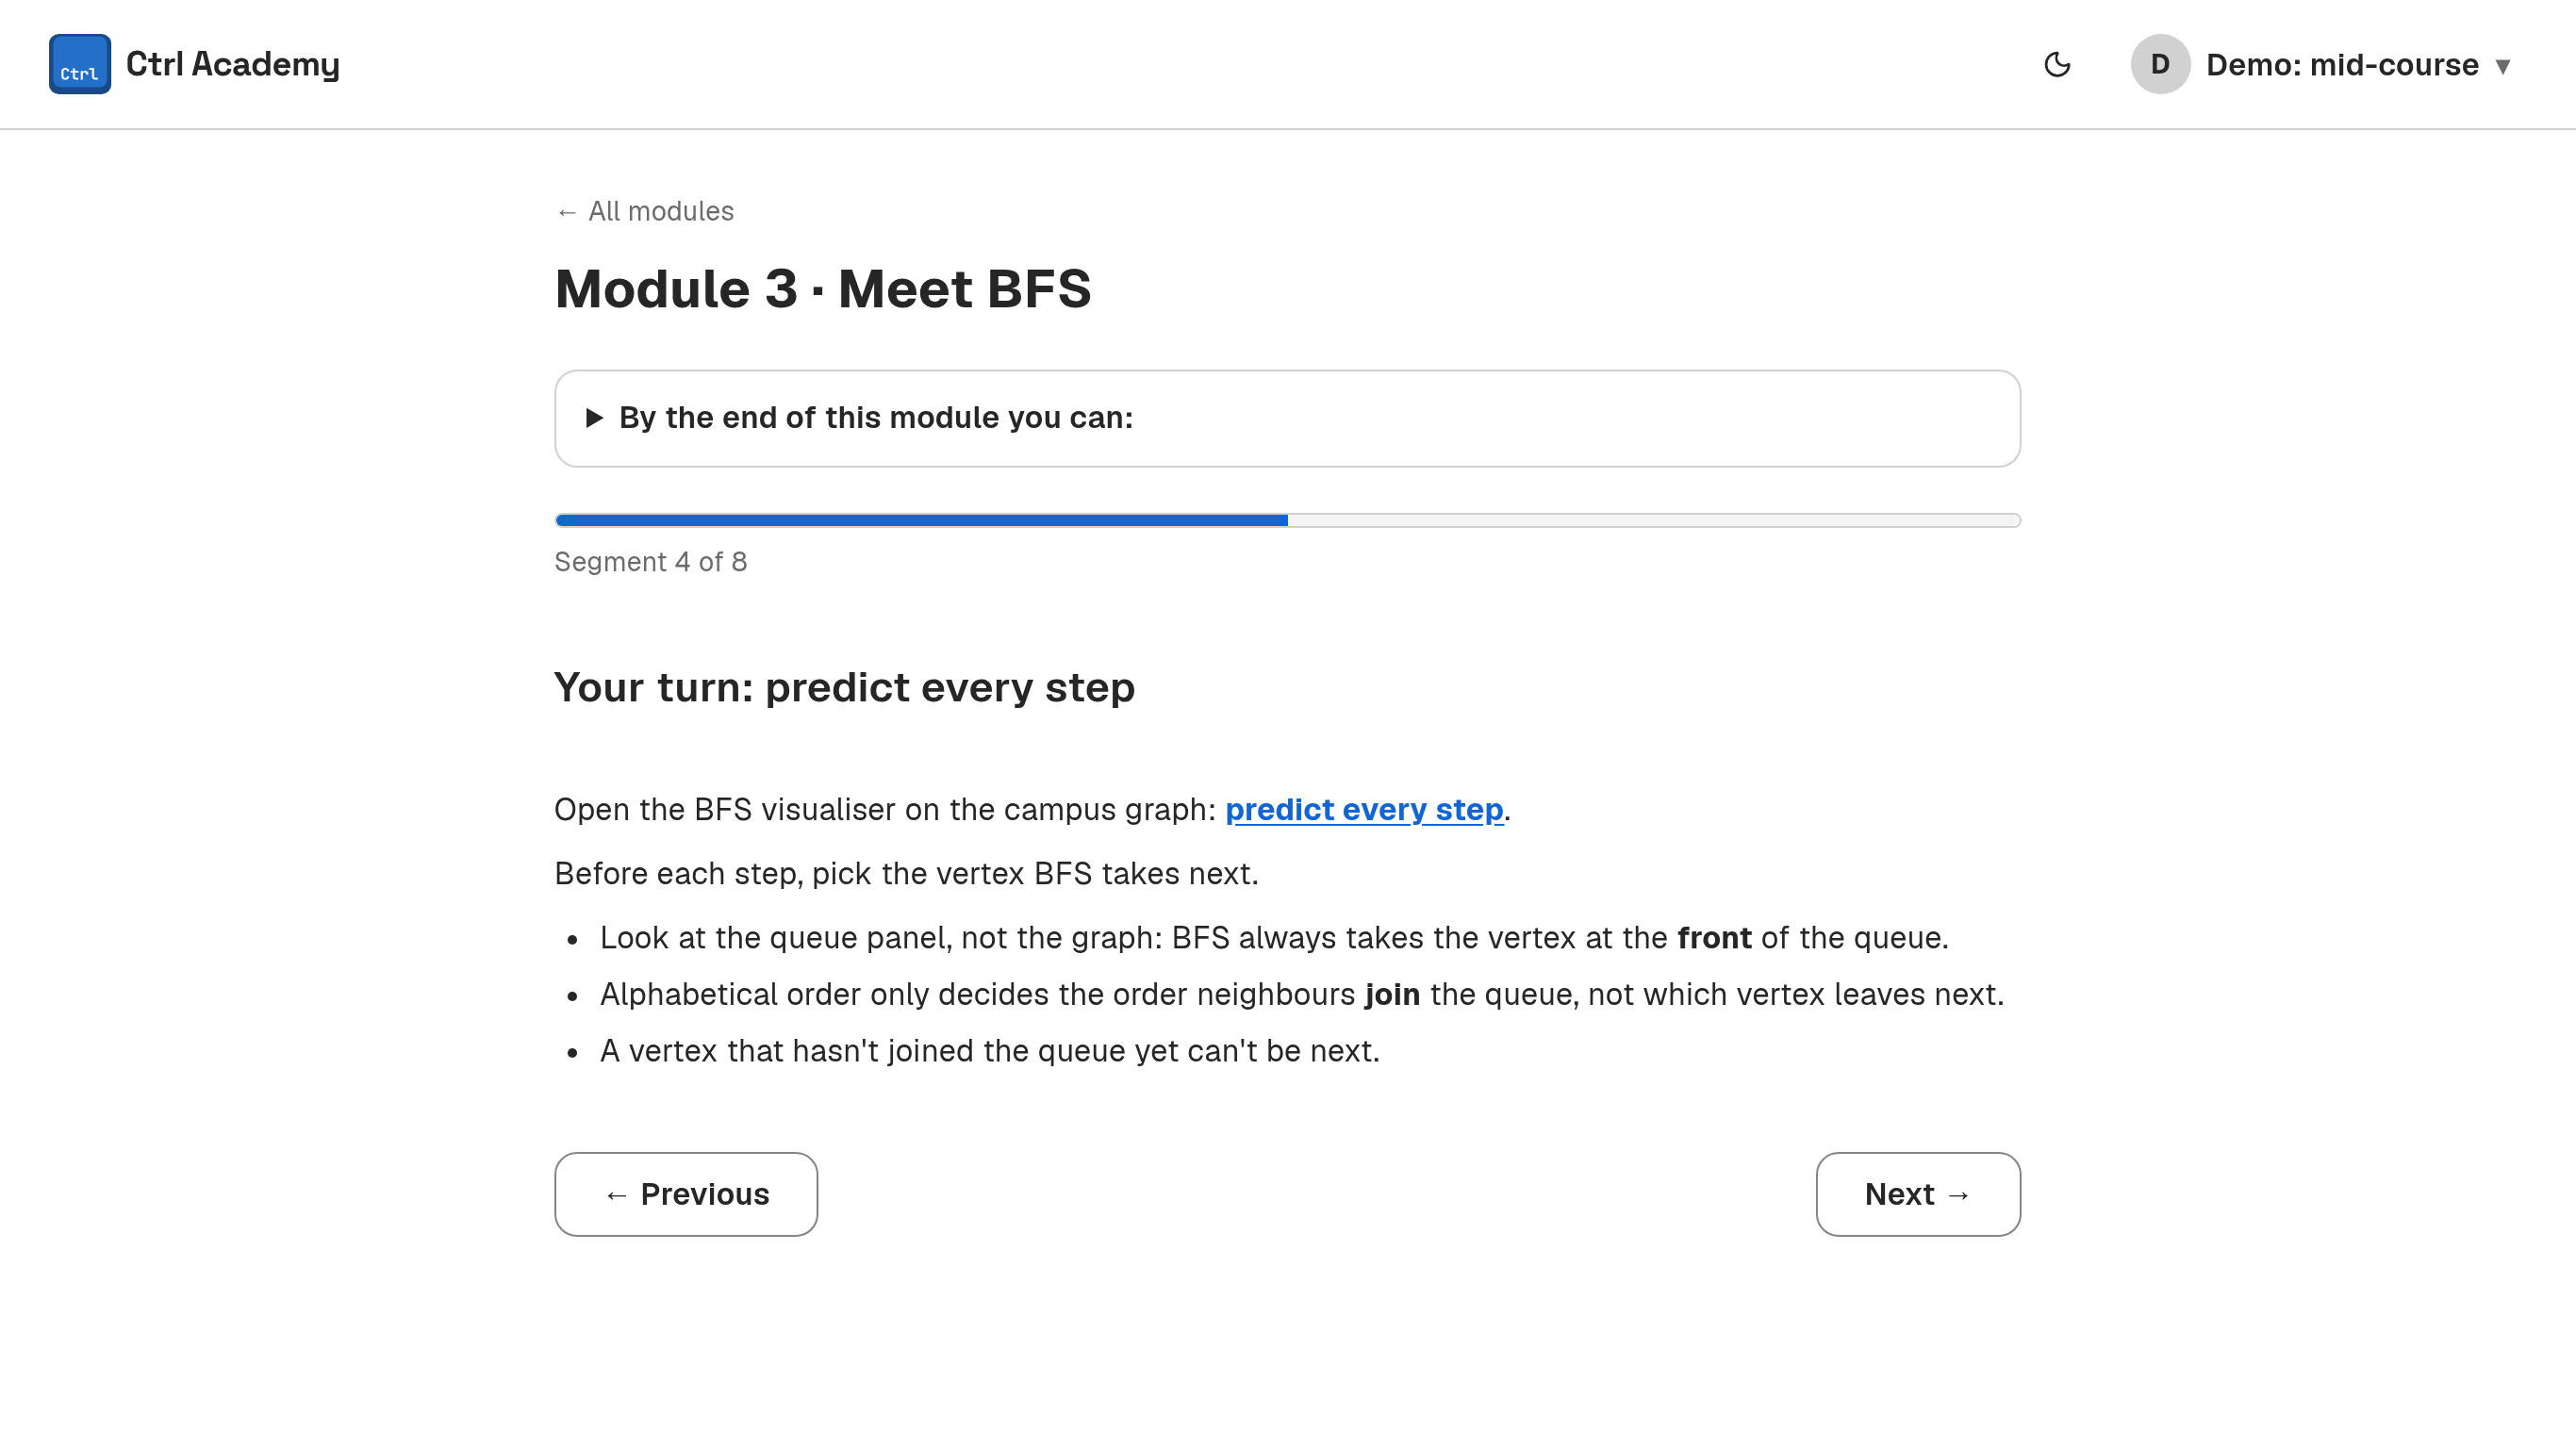 Ctrl
Ctrl Academy
D
Demo: mid-course ▾
← All modules
Module 3 · Meet BFS
▶ By the end of this module you can:
Segment 4 of 8
Your turn: predict every step
Open the BFS visualiser on the campus graph: predict every step.
Before each step, pick the vertex BFS takes next.
• Look at the queue panel, not the graph: BFS always takes the vertex at the front of the queue.
• Alphabetical order only decides the order neighbours join the queue, not which vertex leaves next.
• A vertex that hasn't joined the queue yet can't be next.
← Previous
Next →